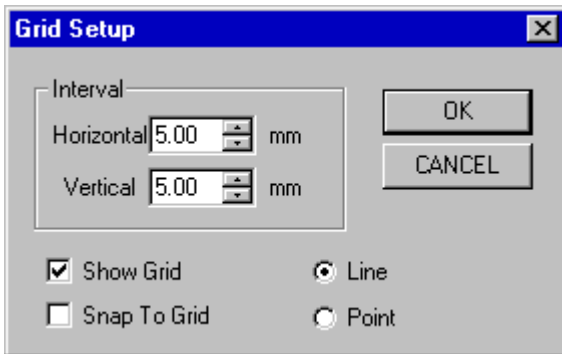 Grid Setup
Interval
Horizontal 5.00 mm
Vertical 5.00 mm
OK
CANCEL
Show Grid
Line
Snap To Grid
Point